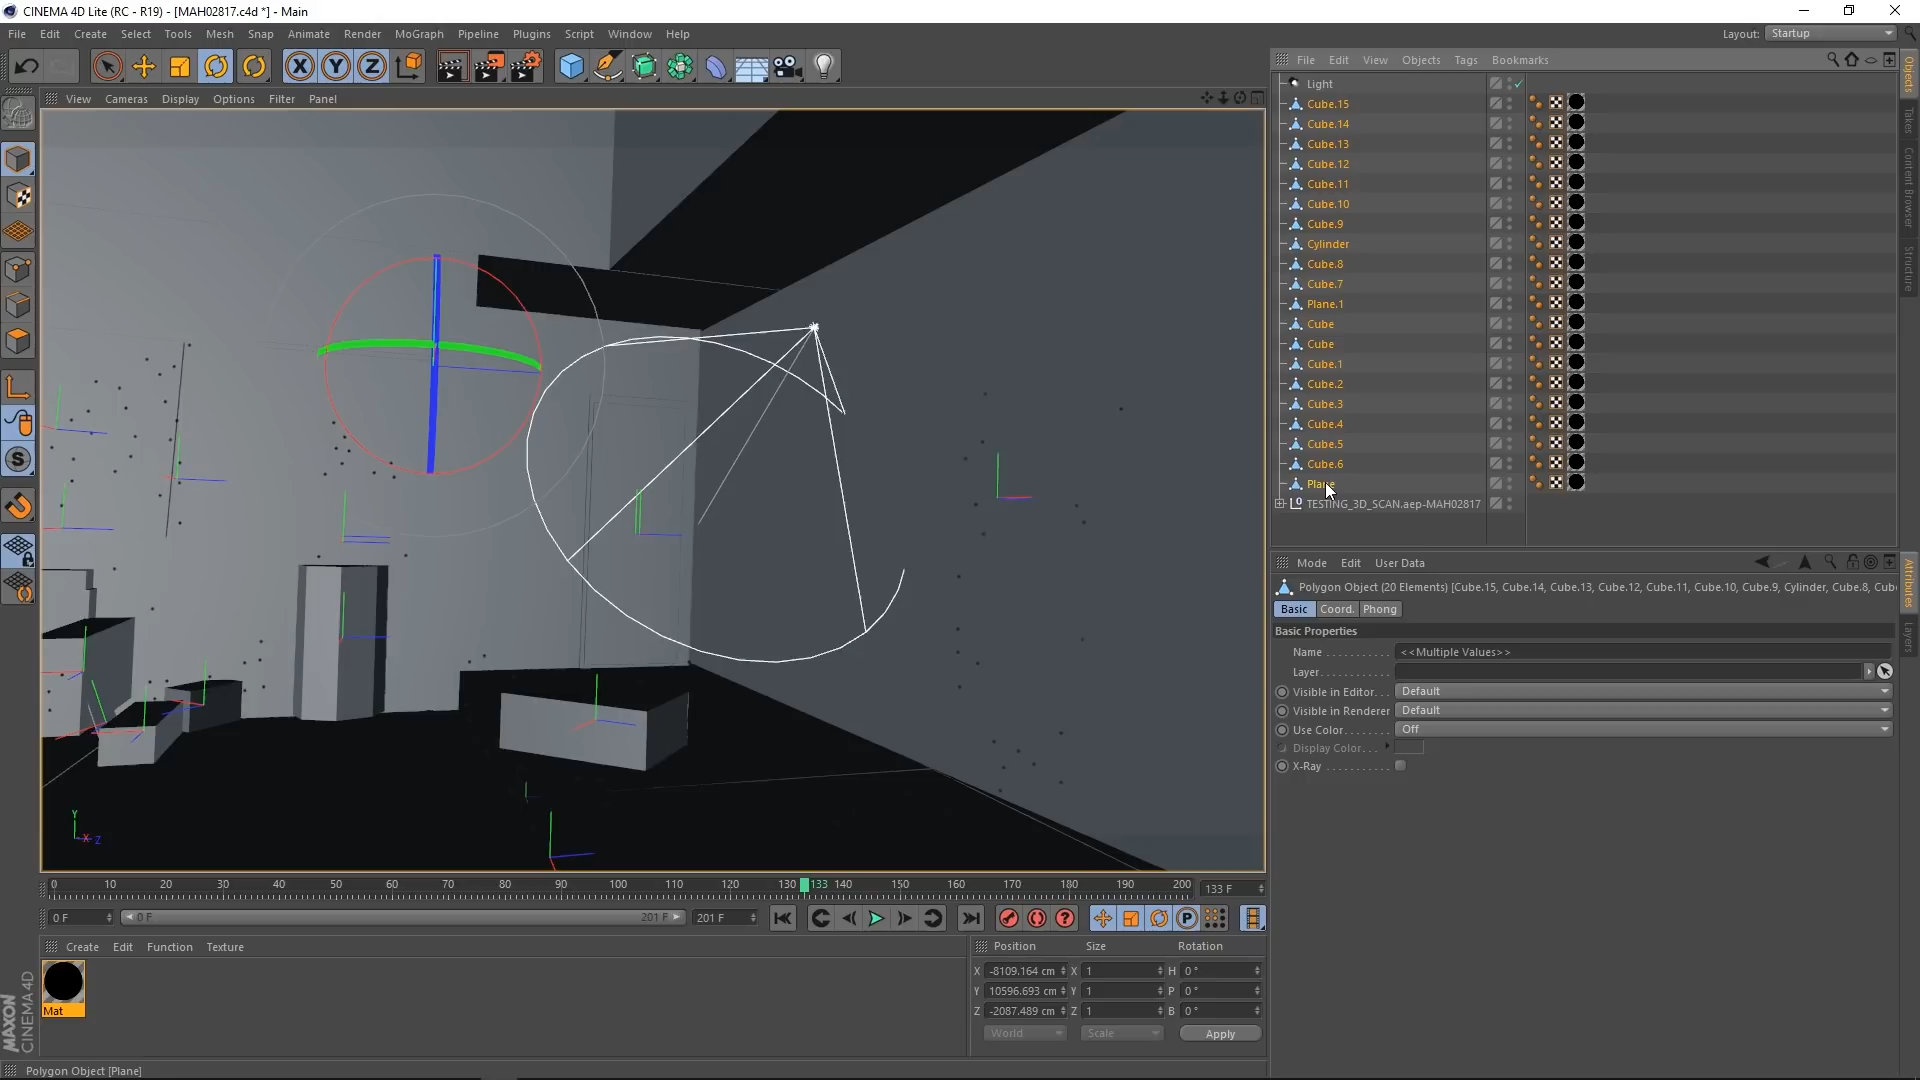 CINEMA 4D Lite (RC - R19) - [MAH02817.c4d *] - Main
File Edit Create Select Tools Mesh Snap Animate Render MoGraph Pipeline Plugins Script Window Help
Layout: Startup
X Y Z
View Cameras Display Options Filter Panel
File Edit View Objects Tags Bookmarks
Objects
Takes
Content Browser
Structure
Light
Cube.15
Cube.14
Cube.13
Cube.12
Cube.11
Cube.10
Cube.9
Cylinder
Cube.8
Cube.7
Plane.1
Cube
Cube
Cube.1
Cube.2
Cube.3
Cube.4
Cube.5
Cube.6
Plane
TESTING_3D_SCAN.aep-MAH02817
S
Y
X Z
Mode Edit User Data
Attributes
Layers
Polygon Object (20 Elements) [Cube.15, Cube.14, Cube.13, Cube.12, Cube.11, Cube.10, Cube.9, Cylinder, Cube.8, Cube
Basic Coord. Phong
Basic Properties
Name . . . . . . . . . . . <<Multiple Values>>
Layer. . . . . . . . . . . .
Visible in Editor. . . Default
Visible in Renderer Default
Use Color. . . . . . . . Off
Display Color. . .
X-Ray . . . . . . . . . . .
0 10 20 30 40 50 60 70 80 90 100 110 120 130 133 140 150 160 170 180 190 200 133 F
0 F 0 F 201 F 201 F
P
Create Edit Function Texture
Mat
Position Size Rotation
X -8109.164 cm X 1 H 0 °
Y 10596.693 cm Y 1 P 0 °
Z -2087.489 cm Z 1 B 0 °
World Scale Apply
MAXON
CINEMA 4D
Polygon Object [Plane]